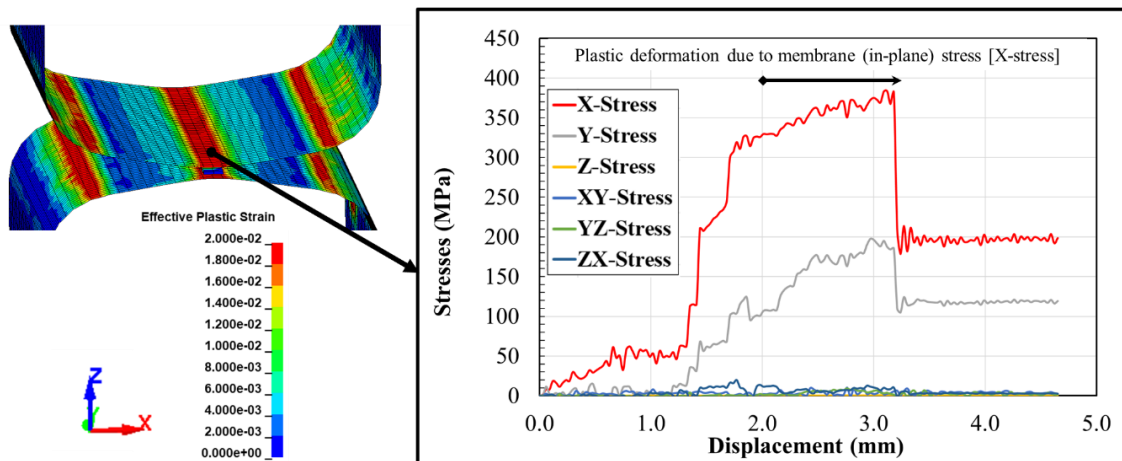 Effective Plastic Strain
2.000e-02
1.800e-02
1.600e-02
1.400e-02
1.200e-02
1.000e-02
8.000e-03
6.000e-03
4.000e-03
2.000e-03
0.000e+00
Z
Y
X
Plastic deformation due to membrane (in-plane) stress [X-stress]
X-Stress
Y-Stress
Z-Stress
XY-Stress
YZ-Stress
ZX-Stress
Stresses (MPa)
450
400
350
300
250
200
150
100
50
0
0.0 1.0 2.0 3.0 4.0 5.0
Displacement (mm)